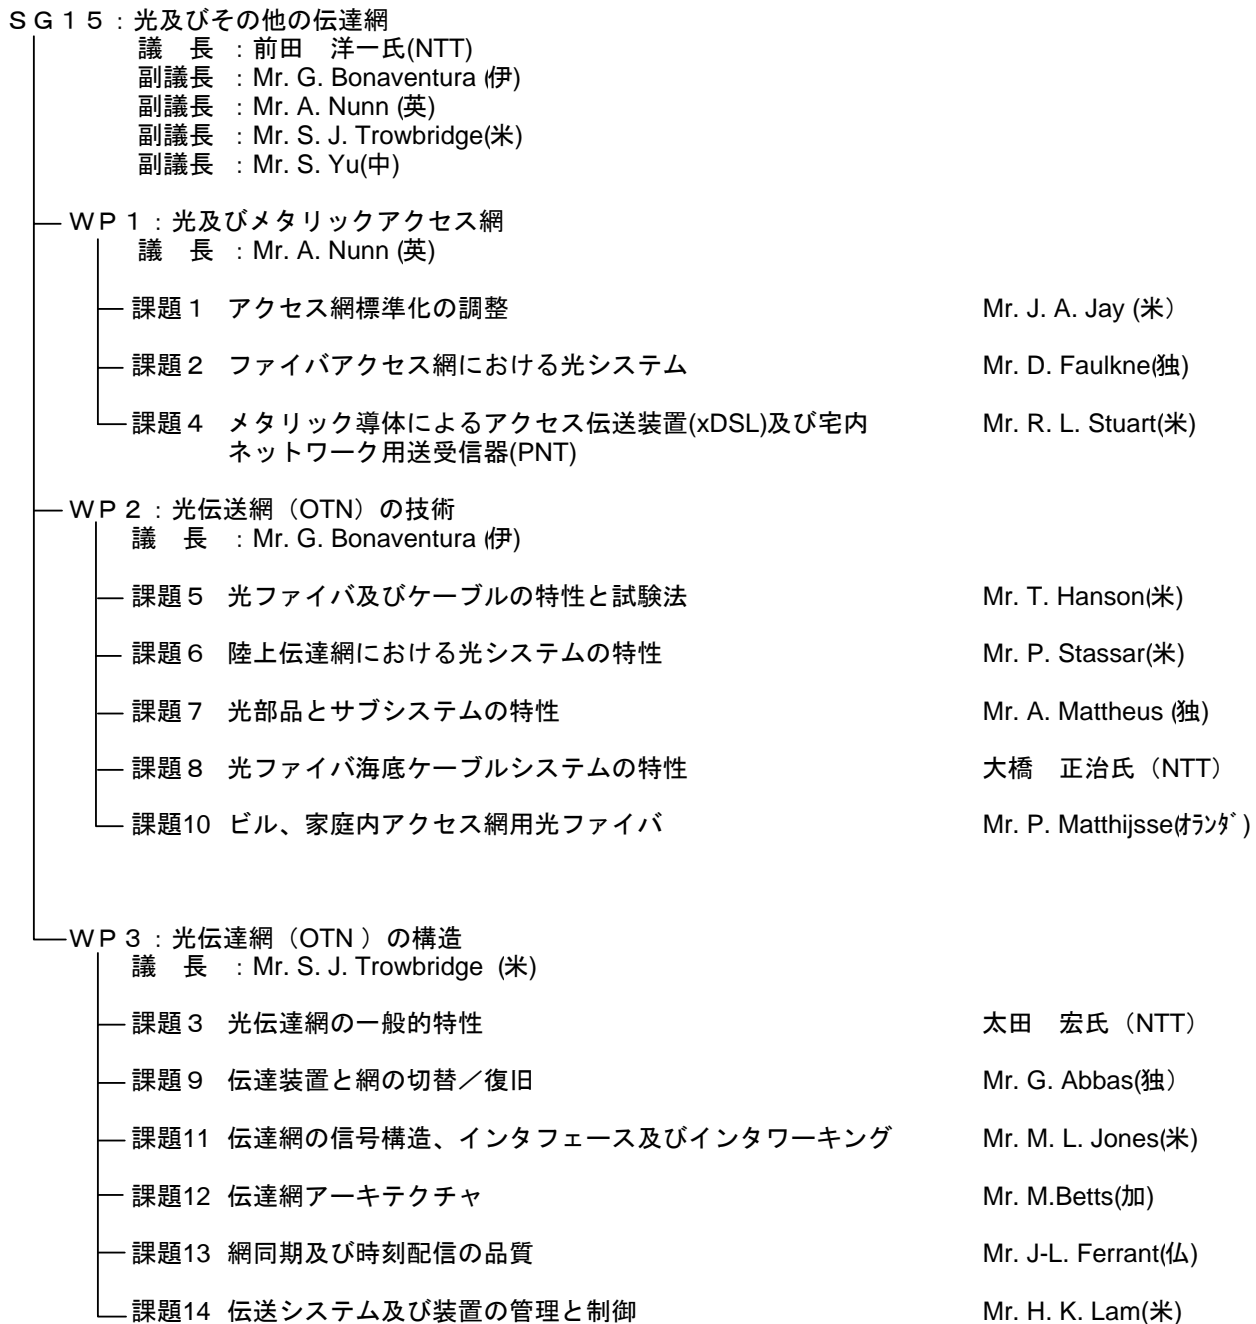 ＳＧ１５：光及びその他の伝達網
議　長　：前田　洋一氏(NTT)
副議長　：Mr. G. Bonaventura (伊)
副議長　：Mr. A. Nunn (英)
副議長　：Mr. S. J. Trowbridge(米)
副議長　：Mr. S. Yu(中)
ＷＰ１：光及びメタリックアクセス網
議　長　：Mr. A. Nunn (英)
課題１　アクセス網標準化の調整　Mr. J. A. Jay (米）
課題２　ファイバアクセス網における光システム　Mr. D. Faulkne(独)
課題４　メタリック導体によるアクセス伝送装置(xDSL)及び宅内　Mr. R. L. Stuart(米)
ネットワーク用送受信器(PNT)
ＷＰ２：光伝送網（OTN）の技術
議　長　：Mr. G. Bonaventura (伊)
課題５　光ファイバ及びケーブルの特性と試験法　Mr. T. Hanson(米)
課題６　陸上伝達網における光システムの特性　Mr. P. Stassar(米)
課題７　光部品とサブシステムの特性　Mr. A. Mattheus (独)
課題８　光ファイバ海底ケーブルシステムの特性　大橋　正治氏（NTT）
課題10　ビル、家庭内アクセス網用光ファイバ　Mr. P. Matthijsse(ｵﾗﾝﾀﾞ)
ＷＰ３：光伝達網（OTN ）の構造
議　長　：Mr. S. J. Trowbridge (米)
課題３　光伝達網の一般的特性　太田　宏氏（NTT）
課題９　伝達装置と網の切替／復旧　Mr. G. Abbas(独）
課題11　伝達網の信号構造、インタフェース及びインタワーキング　Mr. M. L. Jones(米)
課題12　伝達網アーキテクチャ　Mr. M.Betts(加)
課題13　網同期及び時刻配信の品質　Mr. J-L. Ferrant(仏)
課題14　伝送システム及び装置の管理と制御　Mr. H. K. Lam(米)